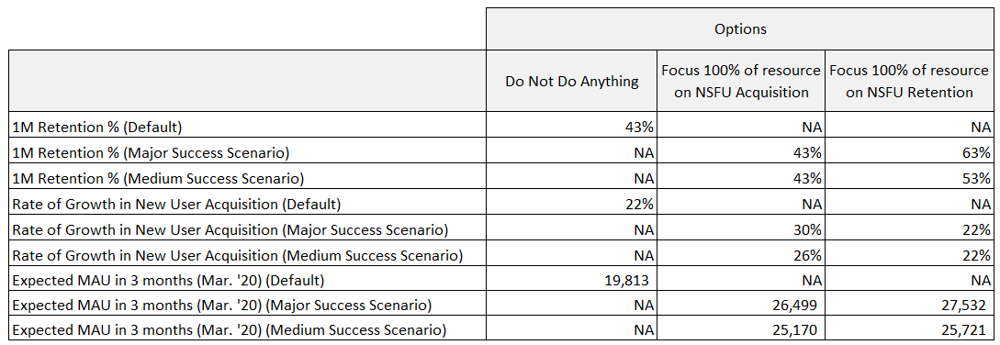 Options
Do Not Do Anything
Focus 100% of resource on NSFU Acquisition
Focus 100% of resource on NSFU Retention
1M Retention % (Default) 43% NA NA
1M Retention % (Major Success Scenario) NA 43% 63%
1M Retention % (Medium Success Scenario) NA 43% 53%
Rate of Growth in New User Acquisition (Default) 22% NA NA
Rate of Growth in New User Acquisition (Major Success Scenario) NA 30% 22%
Rate of Growth in New User Acquisition (Medium Success Scenario) NA 26% 22%
Expected MAU in 3 months (Mar. '20) (Default) 19,813 NA NA
Expected MAU in 3 months (Mar. '20) (Major Success Scenario) NA 26,499 27,532
Expected MAU in 3 months (Mar. '20) (Medium Success Scenario) NA 25,170 25,721